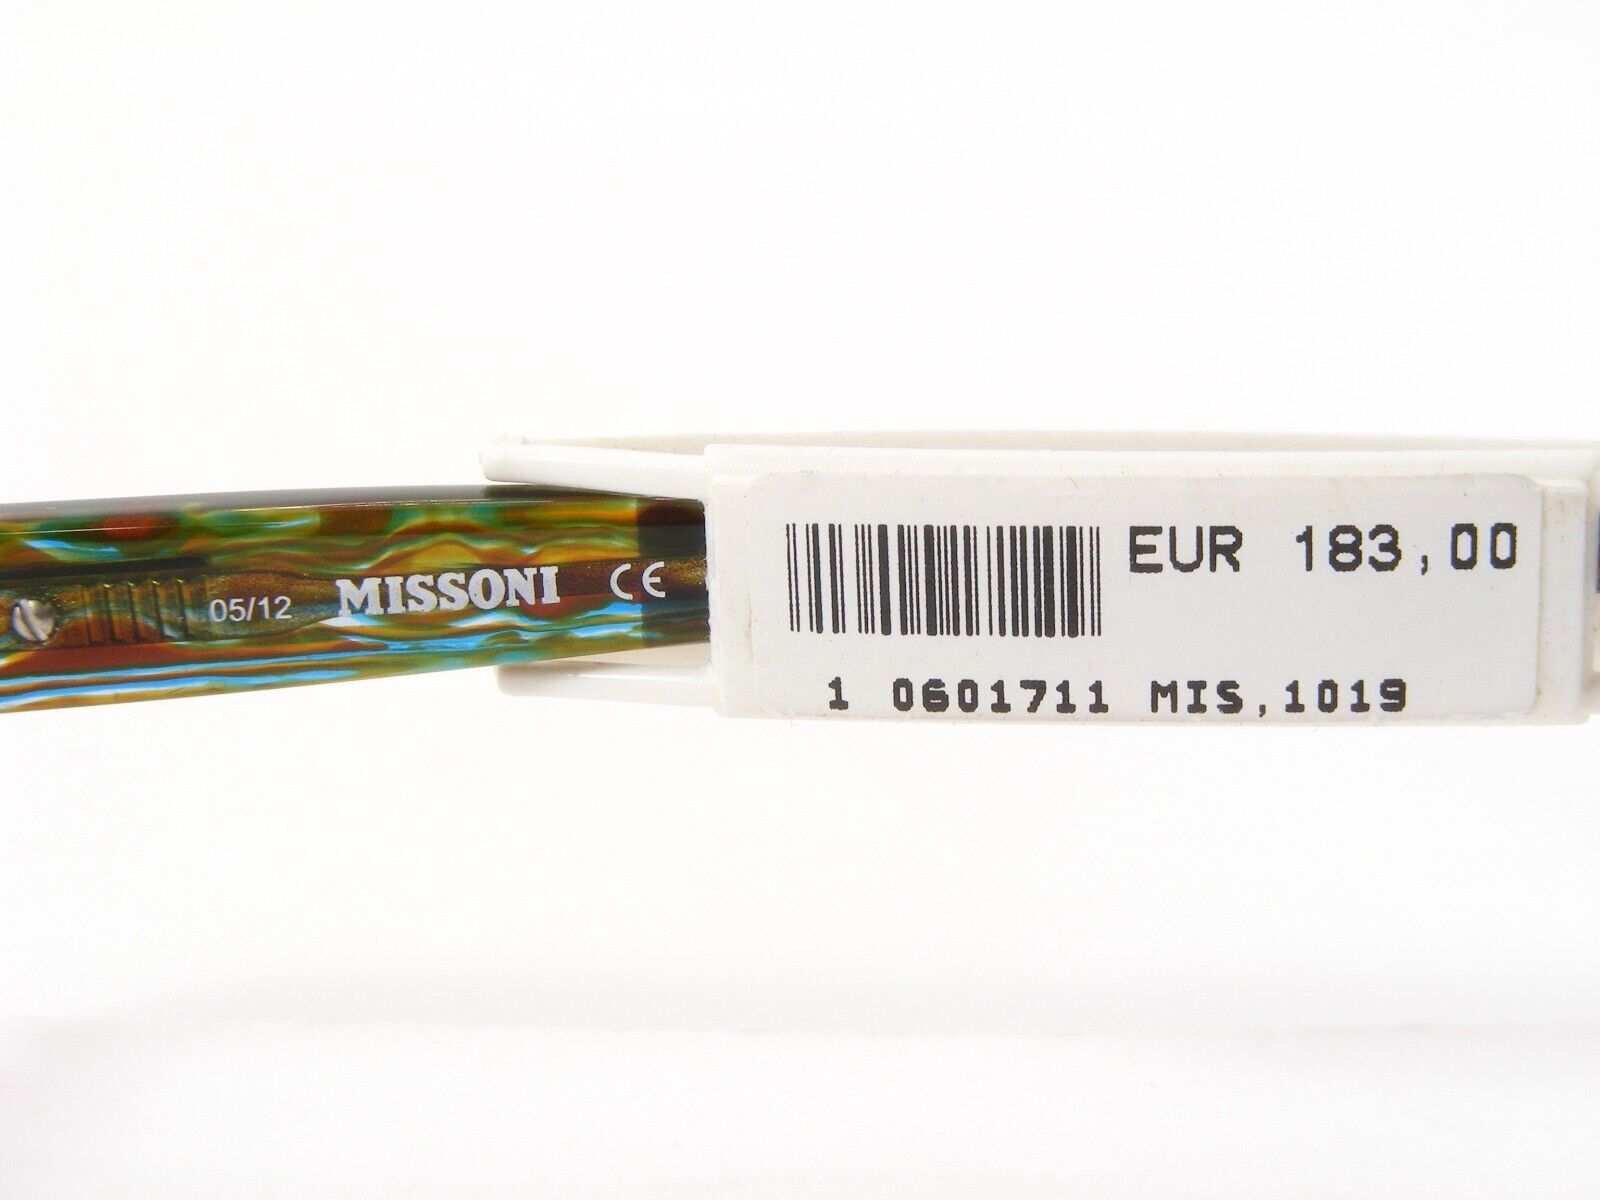 05/12 MISSONI CE
EUR 183,00
1 0601711 MIS,1019